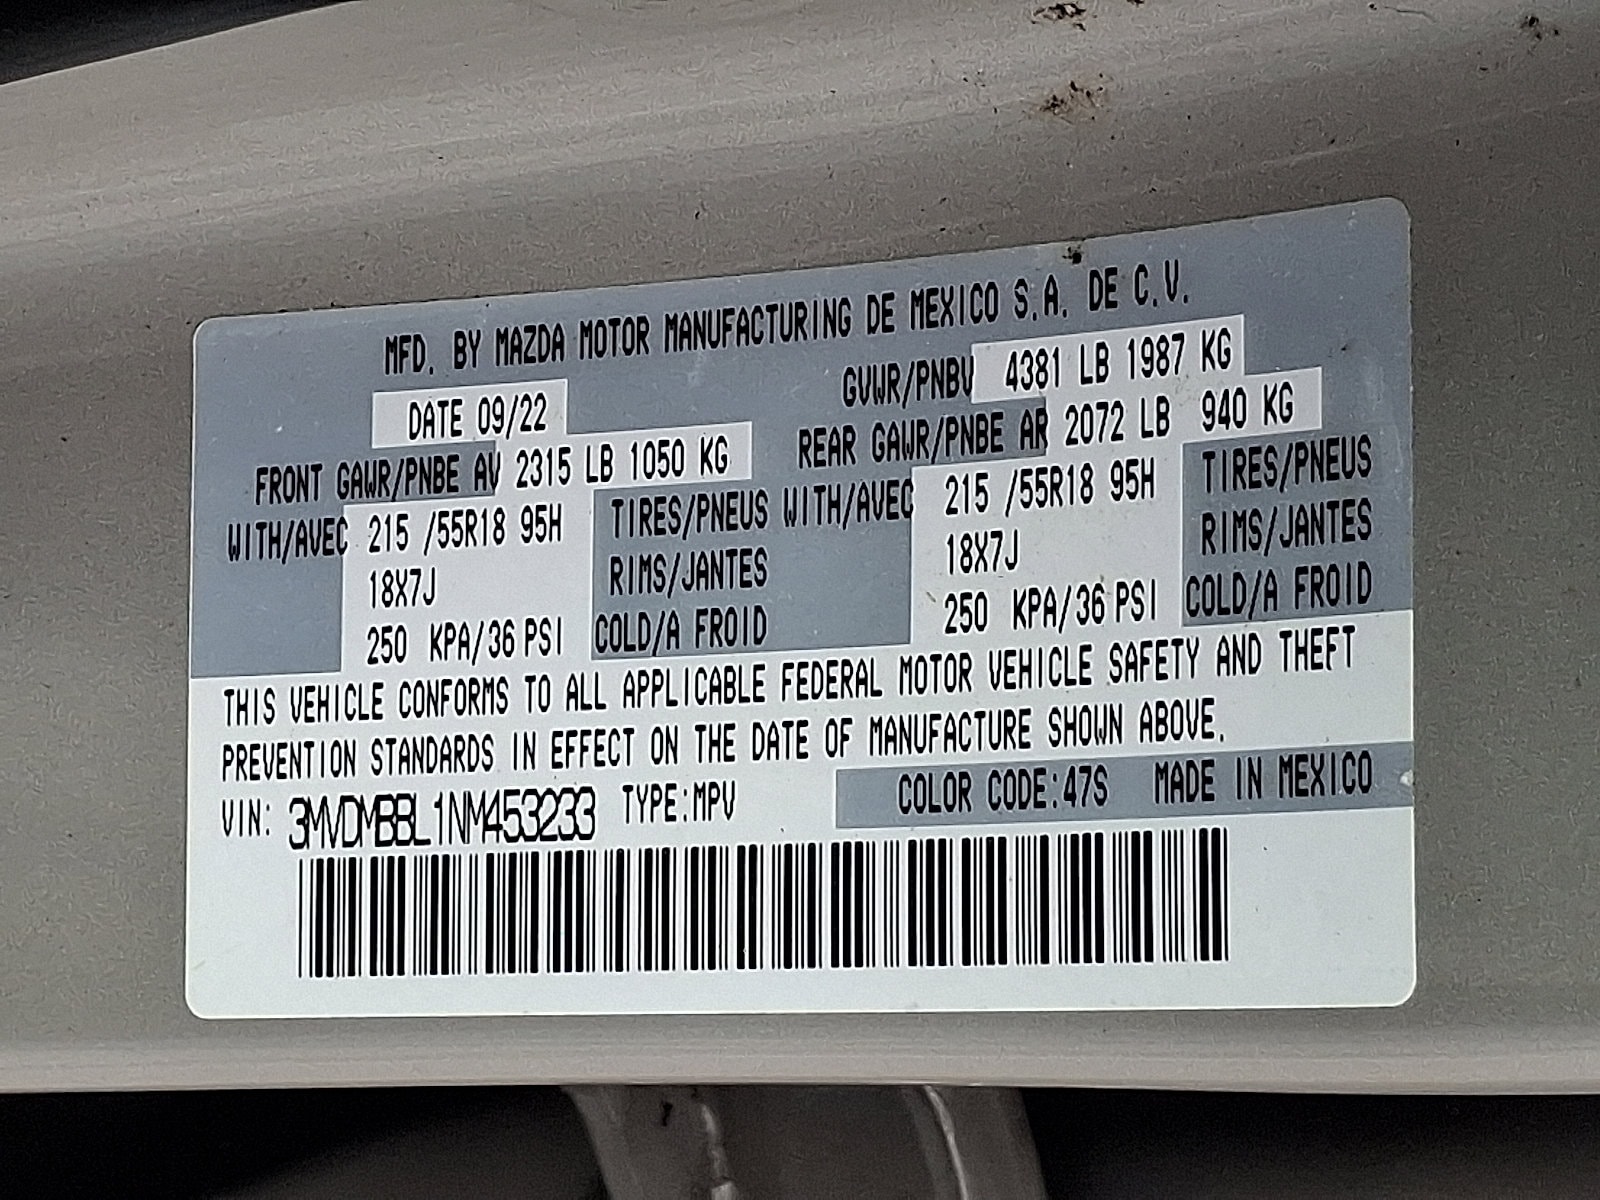 MFD. BY MAZDA MOTOR MANUFACTURING DE MEXICO S.A. DE C.V.
DATE 09/22 GVWR/PNBV 4381 LB 1987 KG
FRONT GAWR/PNBE AV 2315 LB 1050 KG REAR GAWR/PNBE AR 2072 LB 940 KG
WITH/AVEC 215 /55R18 95H TIRES/PNEUS WITH/AVEC 215 /55R18 95H TIRES/PNEUS
18X7J RIMS/JANTES 18X7J RIMS/JANTES
250 KPA/36 PSI COLD/A FROID 250 KPA/36 PSI COLD/A FROID
THIS VEHICLE CONFORMS TO ALL APPLICABLE FEDERAL MOTOR VEHICLE SAFETY AND THEFT
PREVENTION STANDARDS IN EFFECT ON THE DATE OF MANUFACTURE SHOWN ABOVE.
VIN: 3MVDMBBL1NM453233 TYPE:MPV COLOR CODE:47S MADE IN MEXICO